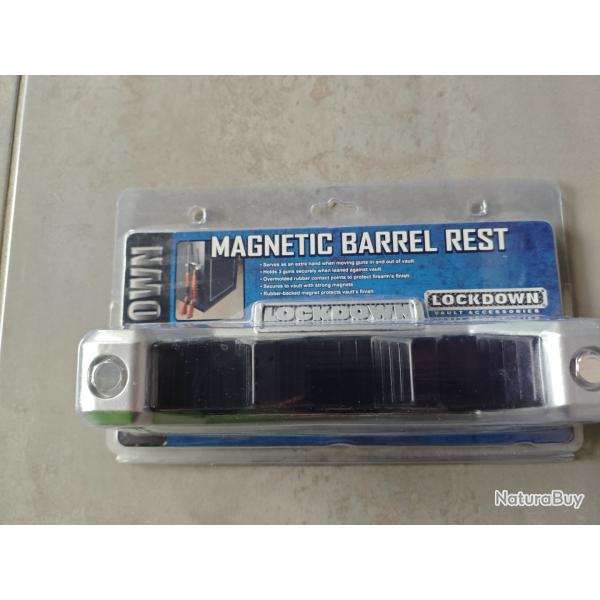 OWN
MAGNETIC BARREL REST
• Serves as an extra hand when moving guns in and out of vault
• Holds 3 guns securely when leaned against vault
• Overmolded rubber contact points to protect firearm's finish
• Secures to vault with strong magnets
• Rubber-backed magnet protects vault's finish
LOCKDOWN
LOCKDOWN
VAULT ACCESSORIES
NaturaBuy